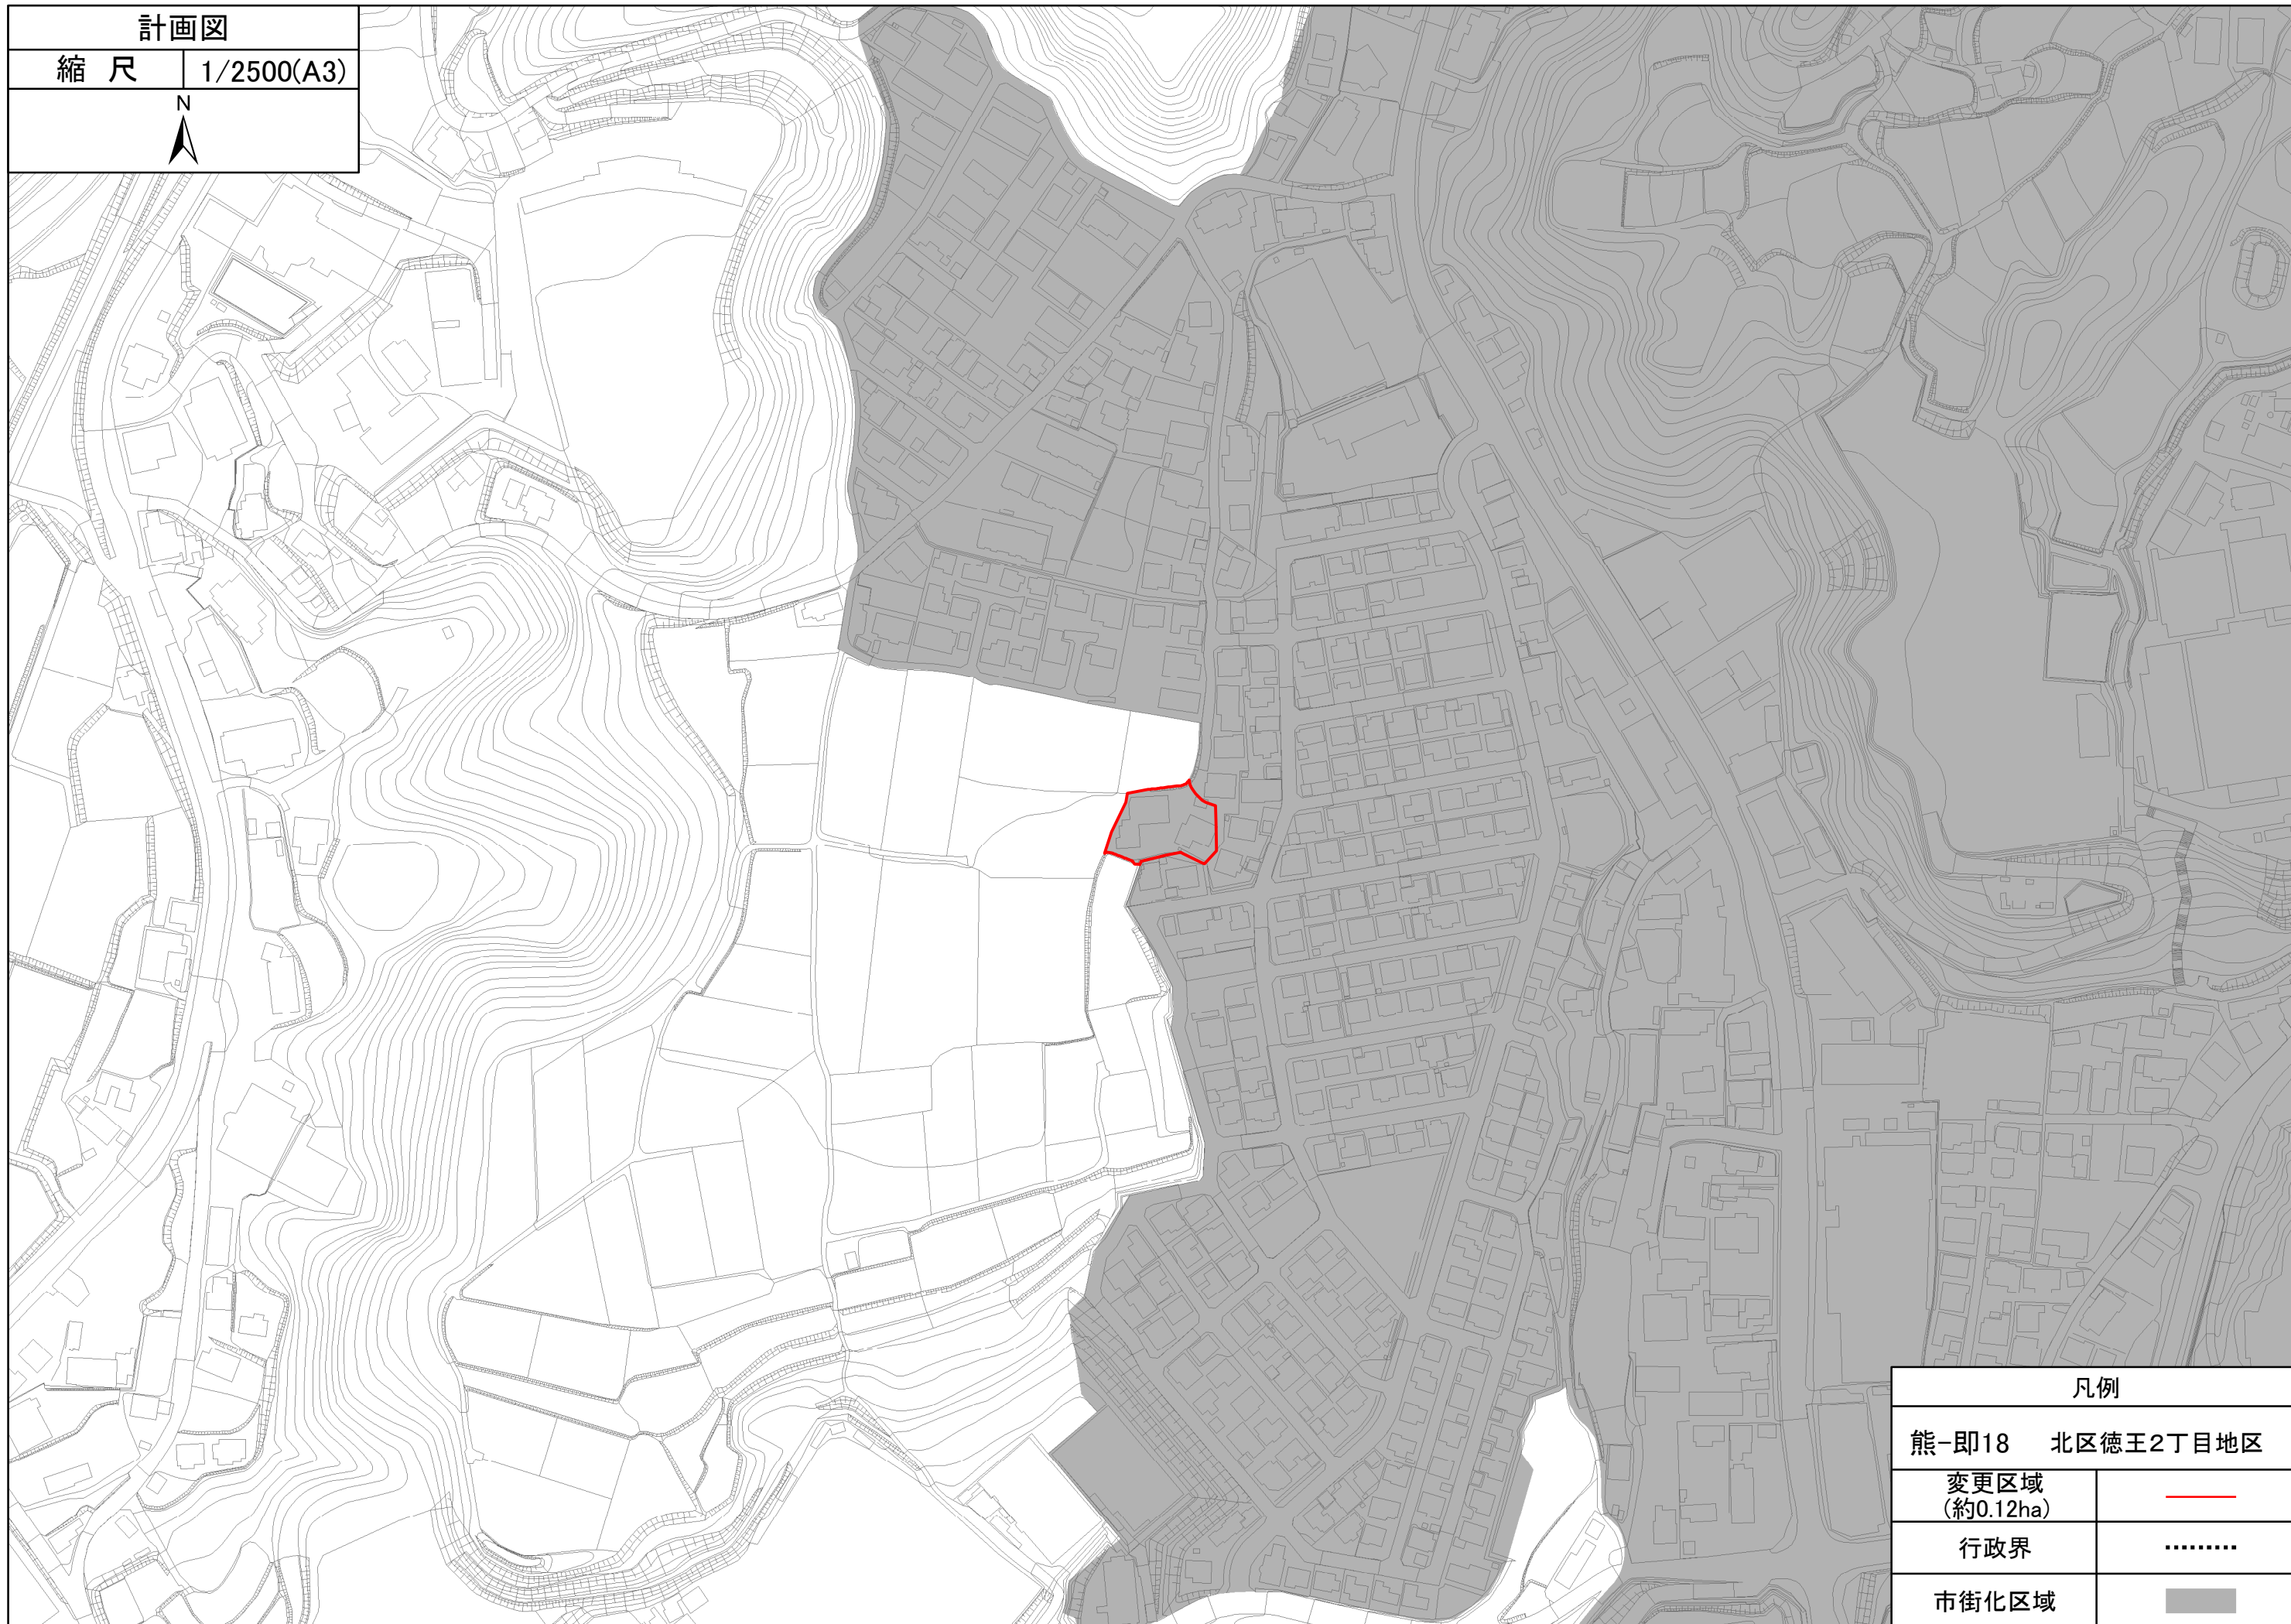 計画図
縮 尺 1/2500(A3)
N
凡例
熊-即18 北区徳王2丁目地区
変更区域
(約0.12ha)
行政界
市街化区域